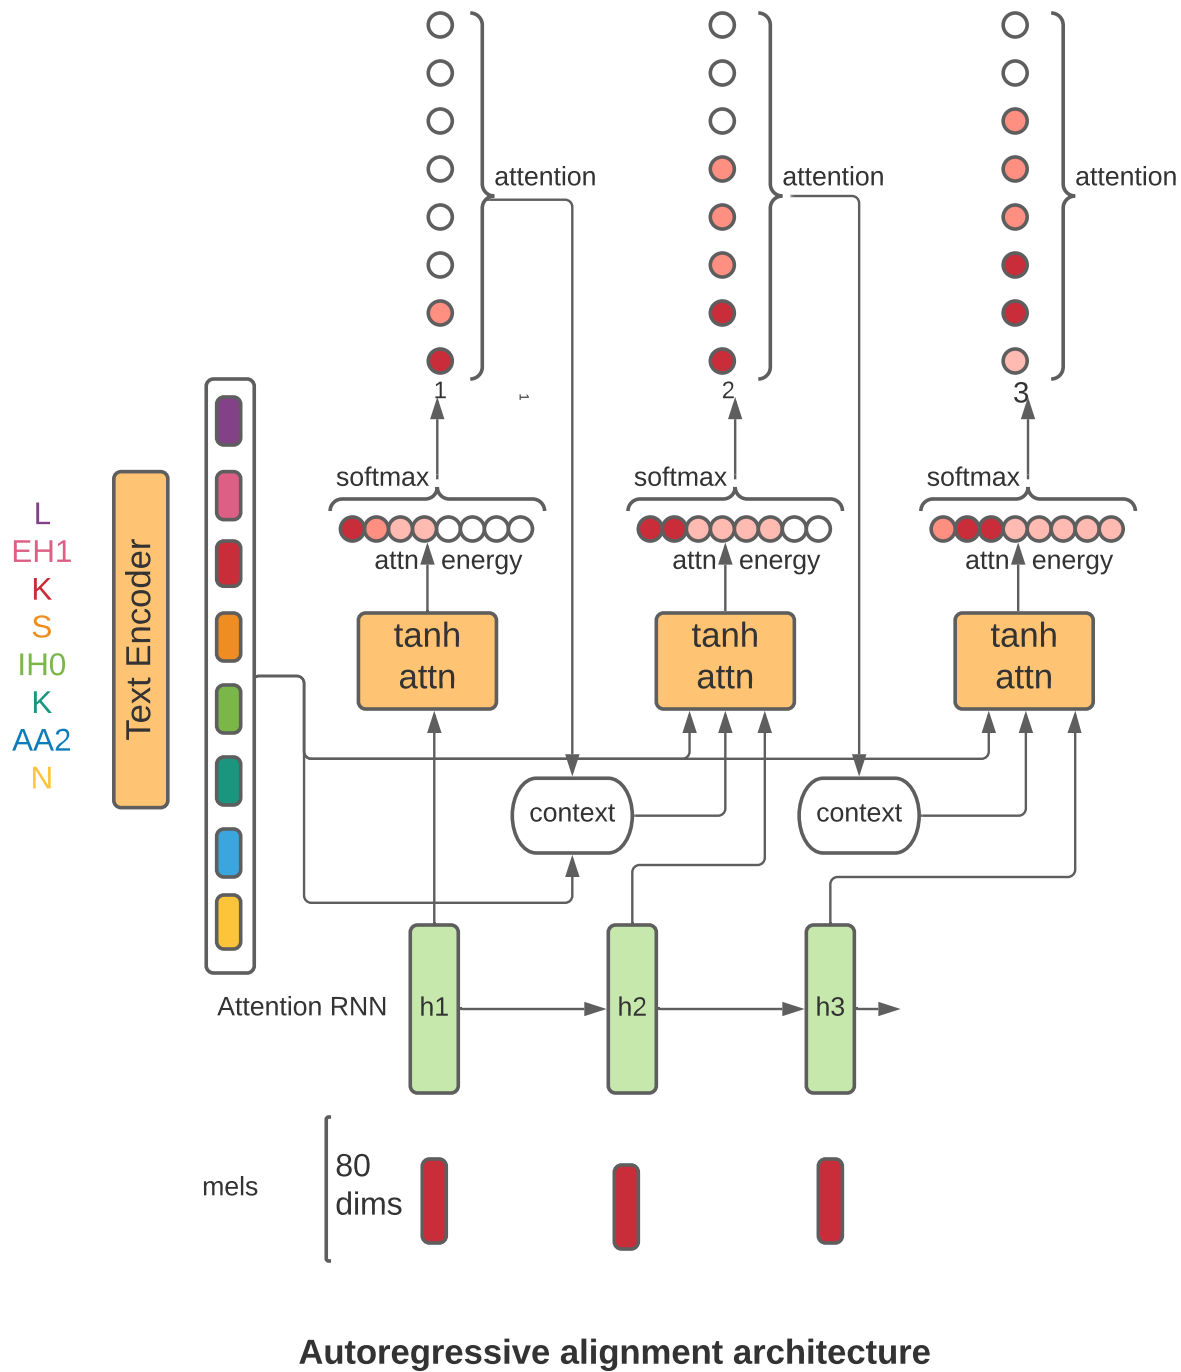 attention
attention
attention
1
1
2
3
softmax
softmax
softmax
attn energy
attn energy
attn energy
L
EH1
K
S
IH0
K
AA2
N
Text Encoder
tanh
attn
tanh
attn
tanh
attn
context
context
Attention RNN
h1
h2
h3
mels
80
dims
Autoregressive alignment architecture